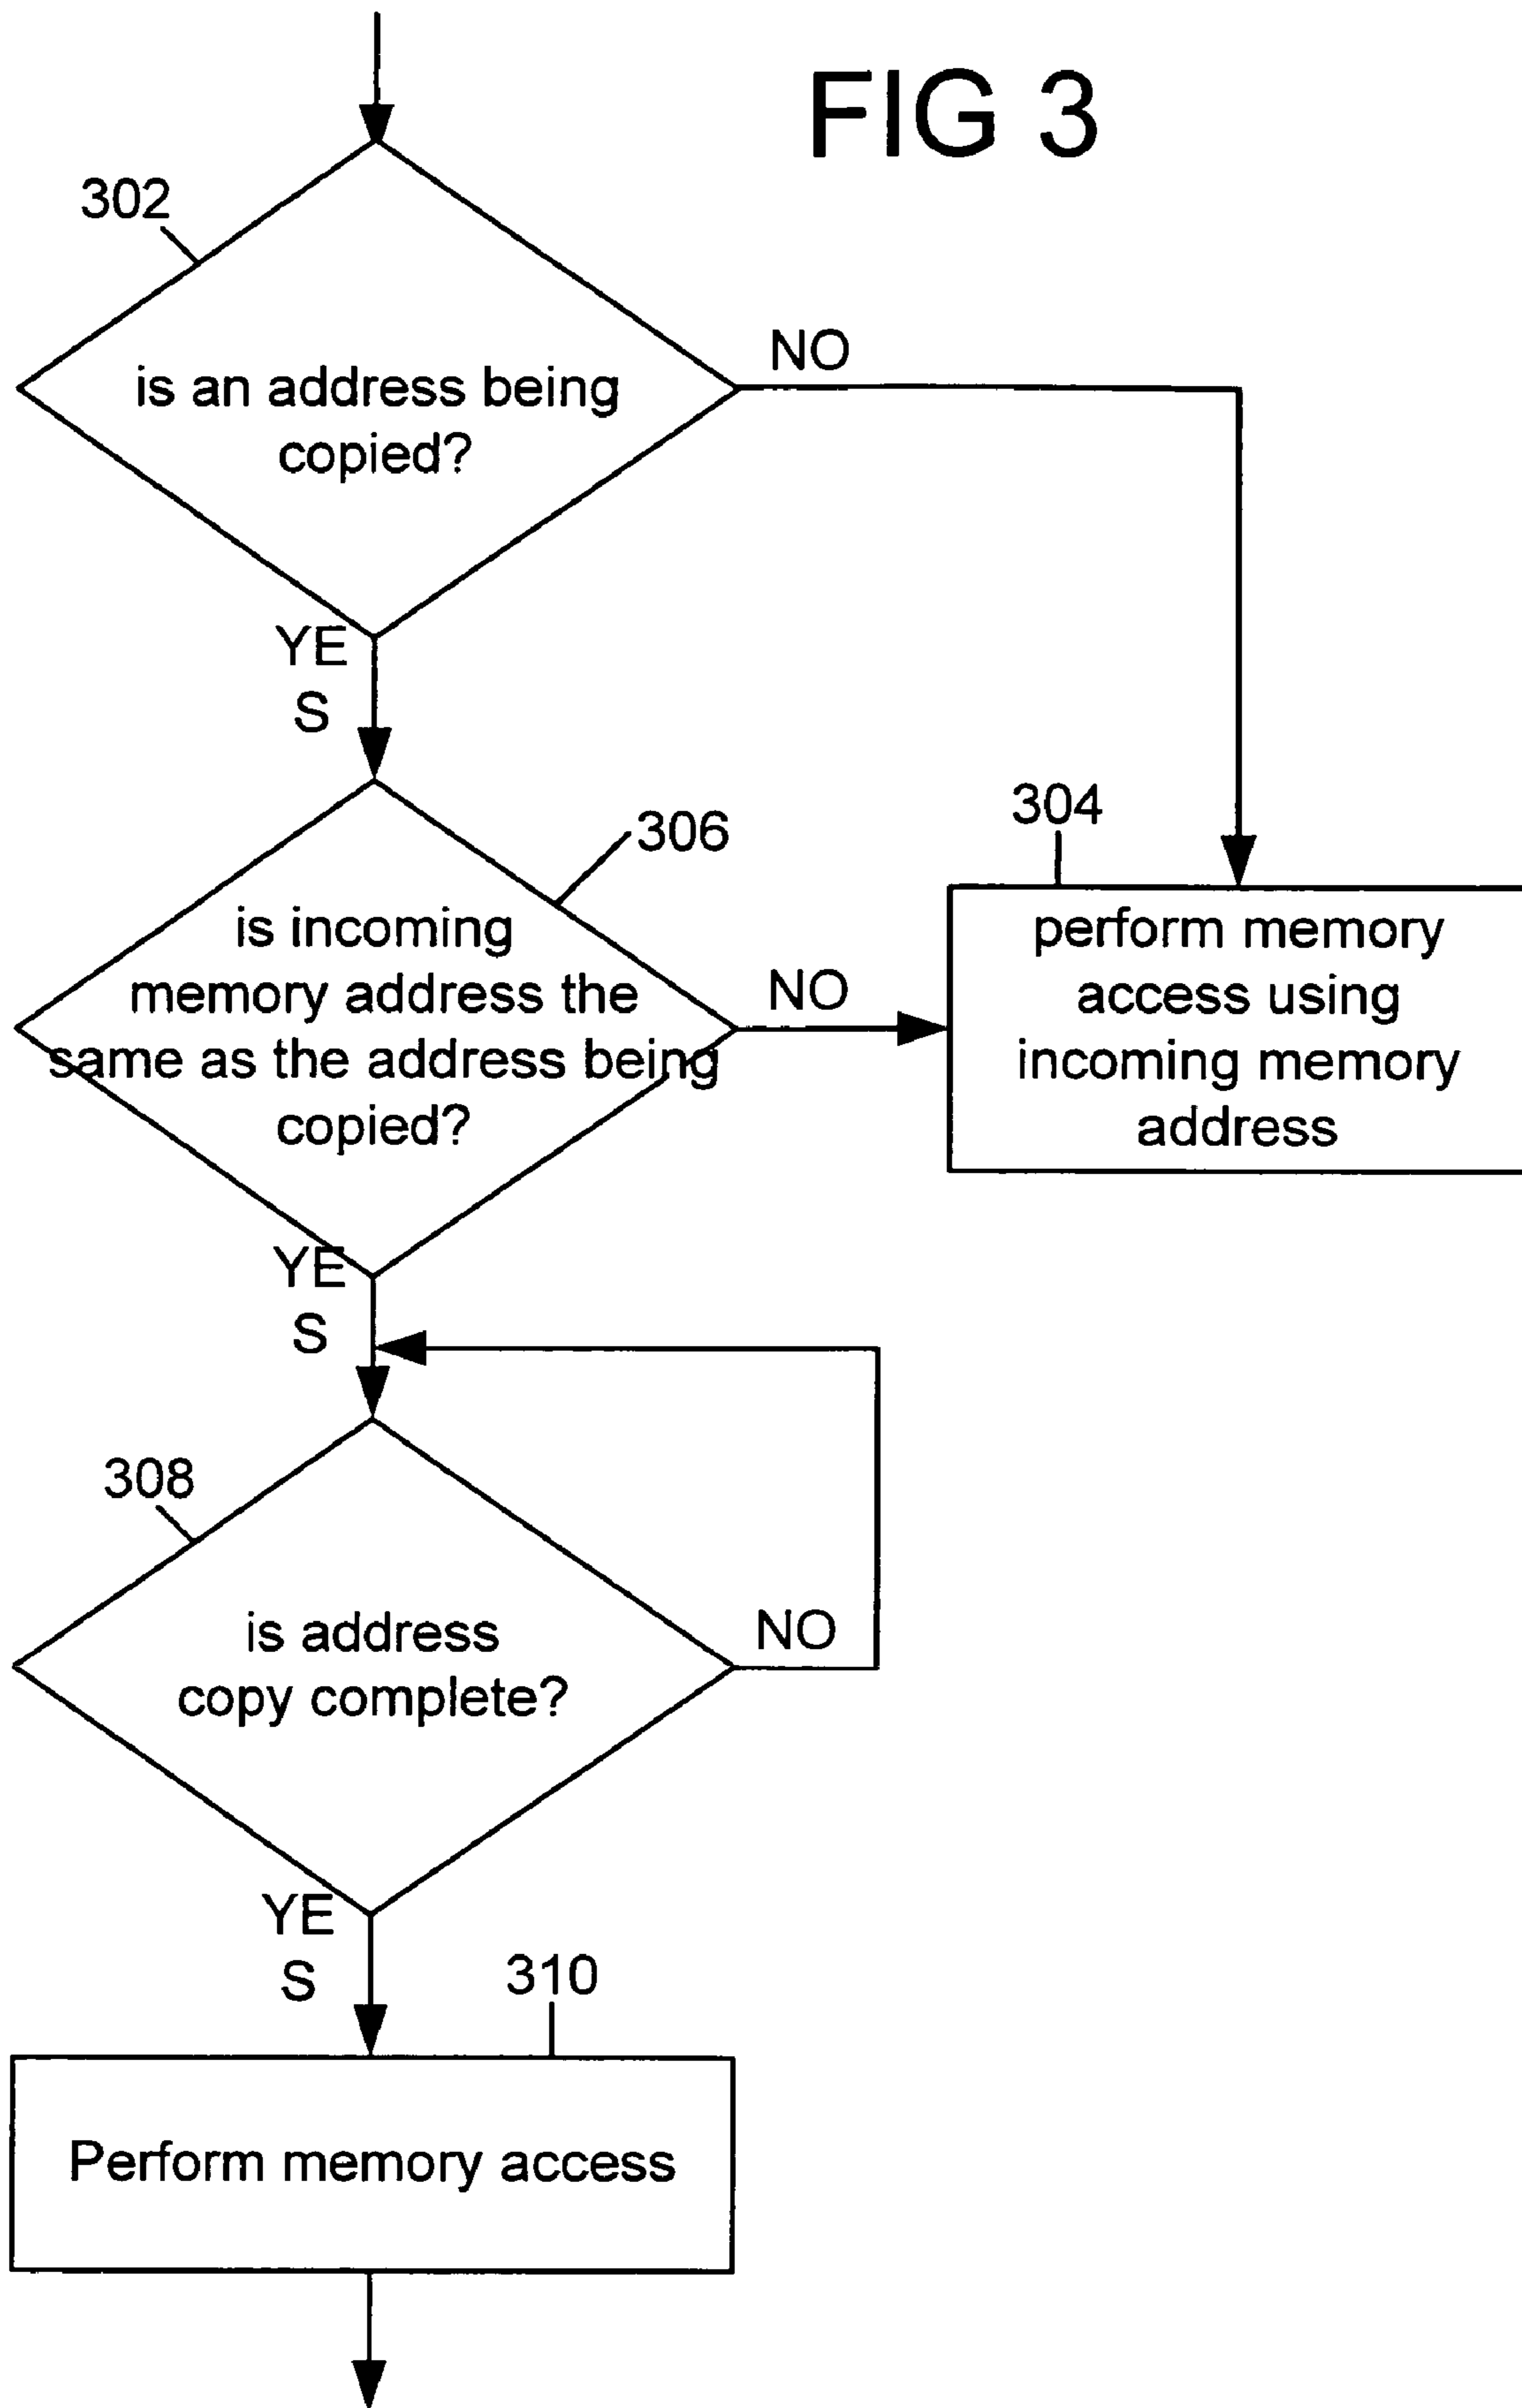 FIG 3
302
is an address being
copied?
NO
YE
S
306
is incoming
memory address the
same as the address being
copied?
NO
304
perform memory
access using
incoming memory
address
YE
S
308
is address
copy complete?
NO
YE
S
310
Perform memory access